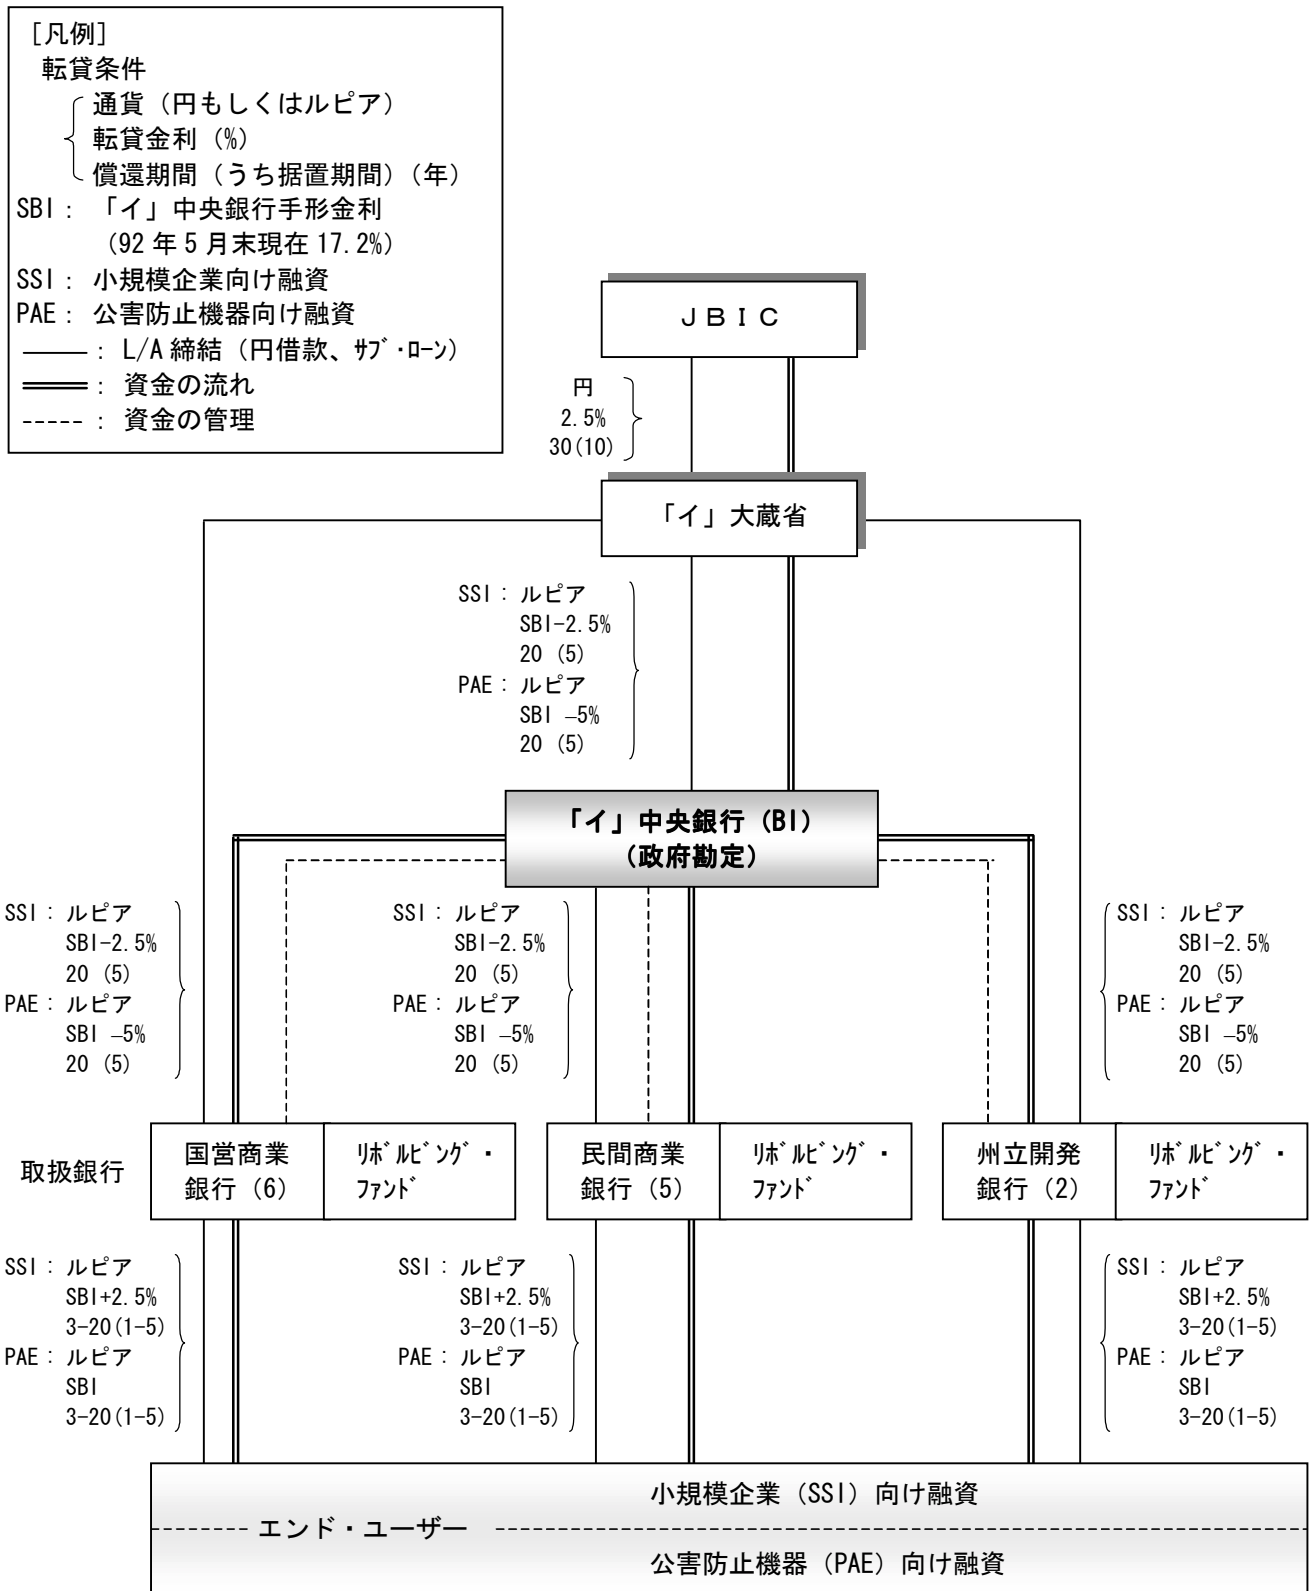 ［凡例］
転貸条件
通貨（円もしくはルピア）
転貸金利（%）
償還期間（うち据置期間）（年）
SBI： 「イ」中央銀行手形金利
（92年5月末現在 17.2%）
SSI： 小規模企業向け融資
PAE： 公害防止機器向け融資
： L/A 締結（円借款、ｻﾌﾞ・ﾛｰﾝ）
： 資金の流れ
： 資金の管理
ＪＢＩＣ
円
2.5%
30(10)
「イ」大蔵省
SSI： ルピア
SBI-2.5%
20 (5)
PAE： ルピア
SBI –5%
20 (5)
「イ」中央銀行（BI）
（政府勘定）
SSI： ルピア
SBI-2.5%
20 (5)
PAE： ルピア
SBI –5%
20 (5)
SSI： ルピア
SBI-2.5%
20 (5)
PAE： ルピア
SBI –5%
20 (5)
SSI： ルピア
SBI-2.5%
20 (5)
PAE： ルピア
SBI –5%
20 (5)
取扱銀行
国営商業
銀行（6）
ﾘﾎﾞﾙﾋﾞﾝｸﾞ・
ﾌｧﾝﾄﾞ
民間商業
銀行（5）
ﾘﾎﾞﾙﾋﾞﾝｸﾞ・
ﾌｧﾝﾄﾞ
州立開発
銀行（2）
ﾘﾎﾞﾙﾋﾞﾝｸﾞ・
ﾌｧﾝﾄﾞ
SSI： ルピア
SBI+2.5%
3-20(1-5)
PAE： ルピア
SBI
3-20(1-5)
SSI： ルピア
SBI+2.5%
3-20(1-5)
PAE： ルピア
SBI
3-20(1-5)
SSI： ルピア
SBI+2.5%
3-20(1-5)
PAE： ルピア
SBI
3-20(1-5)
小規模企業（SSI）向け融資
エンド・ユーザー
公害防止機器（PAE）向け融資